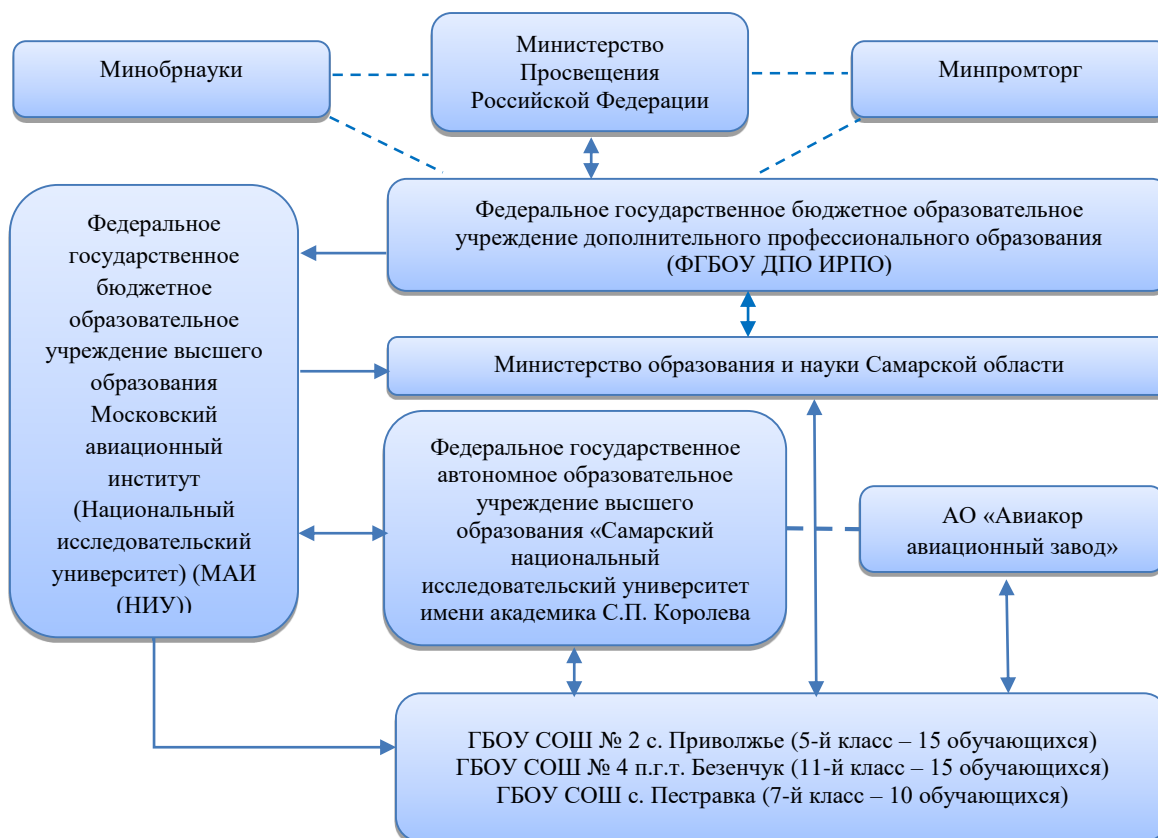 Минобрнауки
Министерство
Просвещения
Российской Федерации
Минпромторг
Федеральное государственное бюджетное образовательное
учреждение дополнительного профессионального образования
(ФГБОУ ДПО ИРПО)
Федеральное
государственное
бюджетное
образовательное
учреждение высшего
образования
Московский
авиационный
институт
(Национальный
исследовательский
университет) (МАИ
(НИУ))
Министерство образования и науки Самарской области
Федеральное государственное
автономное образовательное
учреждение высшего
образования «Самарский
национальный
исследовательский университет
имени академика С.П. Королева
АО «Авиакор
авиационный завод»
ГБОУ СОШ № 2 с. Приволжье (5-й класс – 15 обучающихся)
ГБОУ СОШ № 4 п.г.т. Безенчук (11-й класс – 15 обучающихся)
ГБОУ СОШ с. Пестравка (7-й класс – 10 обучающихся)